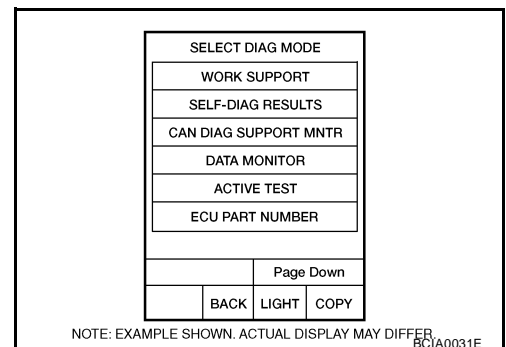 SELECT DIAG MODE
WORK SUPPORT
SELF-DIAG RESULTS
CAN DIAG SUPPORT MNTR
DATA MONITOR
ACTIVE TEST
ECU PART NUMBER
Page Down
BACK LIGHT COPY
NOTE: EXAMPLE SHOWN. ACTUAL DISPLAY MAY DIFFER.
BCIA0031E